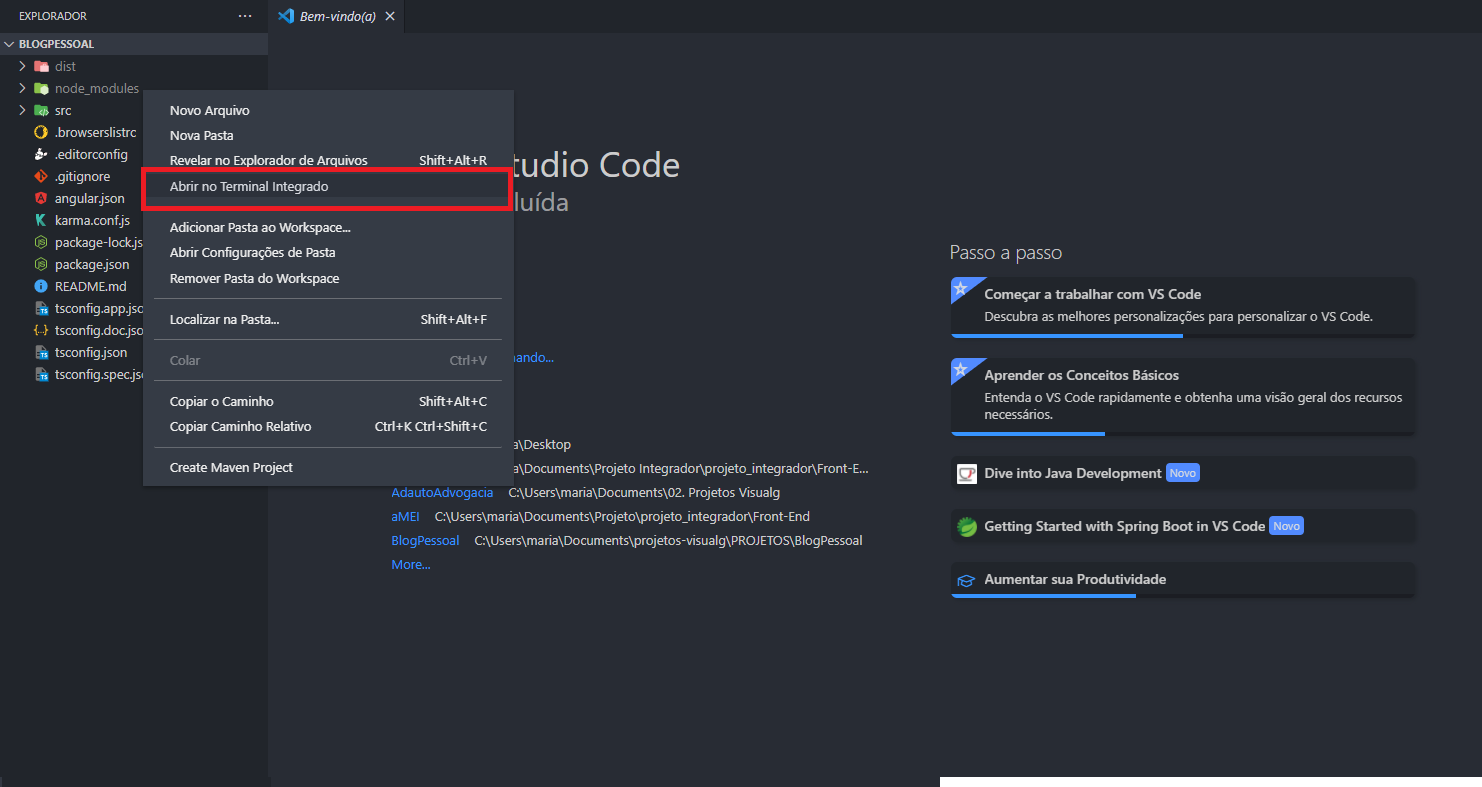 EXPLORADOR
Bem-vindo(a)
BLOGPESSOAL
dist
node_modules
src
.browserslistrc
.editorconfig
.gitignore
angular.json
karma.conf.js
package-lock.js
package.json
README.md
tsconfig.app.jsc
tsconfig.doc.jso
tsconfig.json
tsconfig.spec.jsc
Novo Arquivo
Nova Pasta
Revelar no Explorador de Arquivos Shift+Alt+R
Abrir no Terminal Integrado
Adicionar Pasta ao Workspace...
Abrir Configurações de Pasta
Remover Pasta do Workspace
Localizar na Pasta... Shift+Alt+F
Colar Ctrl+V
Copiar o Caminho Shift+Alt+C
Copiar Caminho Relativo Ctrl+K Ctrl+Shift+C
Create Maven Project
tudio Code
luída
nando...
a\Desktop
a\Documents\Projeto Integrador\projeto_integrador\Front-E...
AdautoAdvogacia C:\Users\maria\Documents\02. Projetos Visualg
aMEI C:\Users\maria\Documents\Projeto\projeto_integrador\Front-End
BlogPessoal C:\Users\maria\Documents\projetos-visualg\PROJETOS\BlogPessoal
More...
Passo a passo
Começar a trabalhar com VS Code
Descubra as melhores personalizações para personalizar o VS Code.
Aprender os Conceitos Básicos
Entenda o VS Code rapidamente e obtenha uma visão geral dos recursos
necessários.
Dive into Java Development Novo
Getting Started with Spring Boot in VS Code Novo
Aumentar sua Produtividade